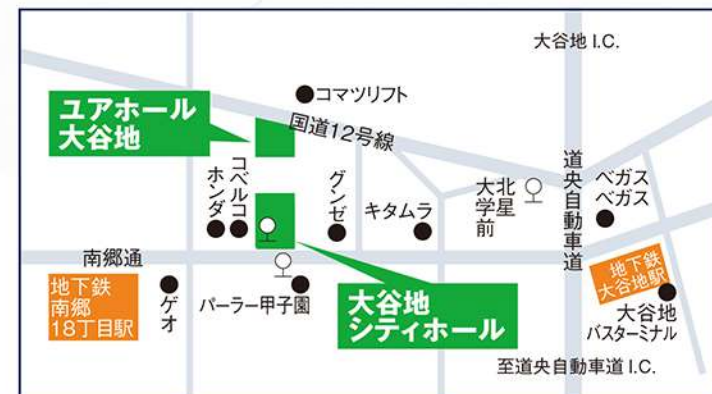 大谷地 I.C.
コマツリフト
ユアホール
大谷地
国道12号線
コベルコ
ホンダ
グンゼ
キタムラ
北星
大学前
道央自動車道
ベガス
ベガス
南郷通
地下鉄
南郷
18丁目駅
ゲオ
パーラー甲子園
大谷地
シティホール
地下鉄
大谷地駅
大谷地
バスターミナル
至道央自動車道 I.C.